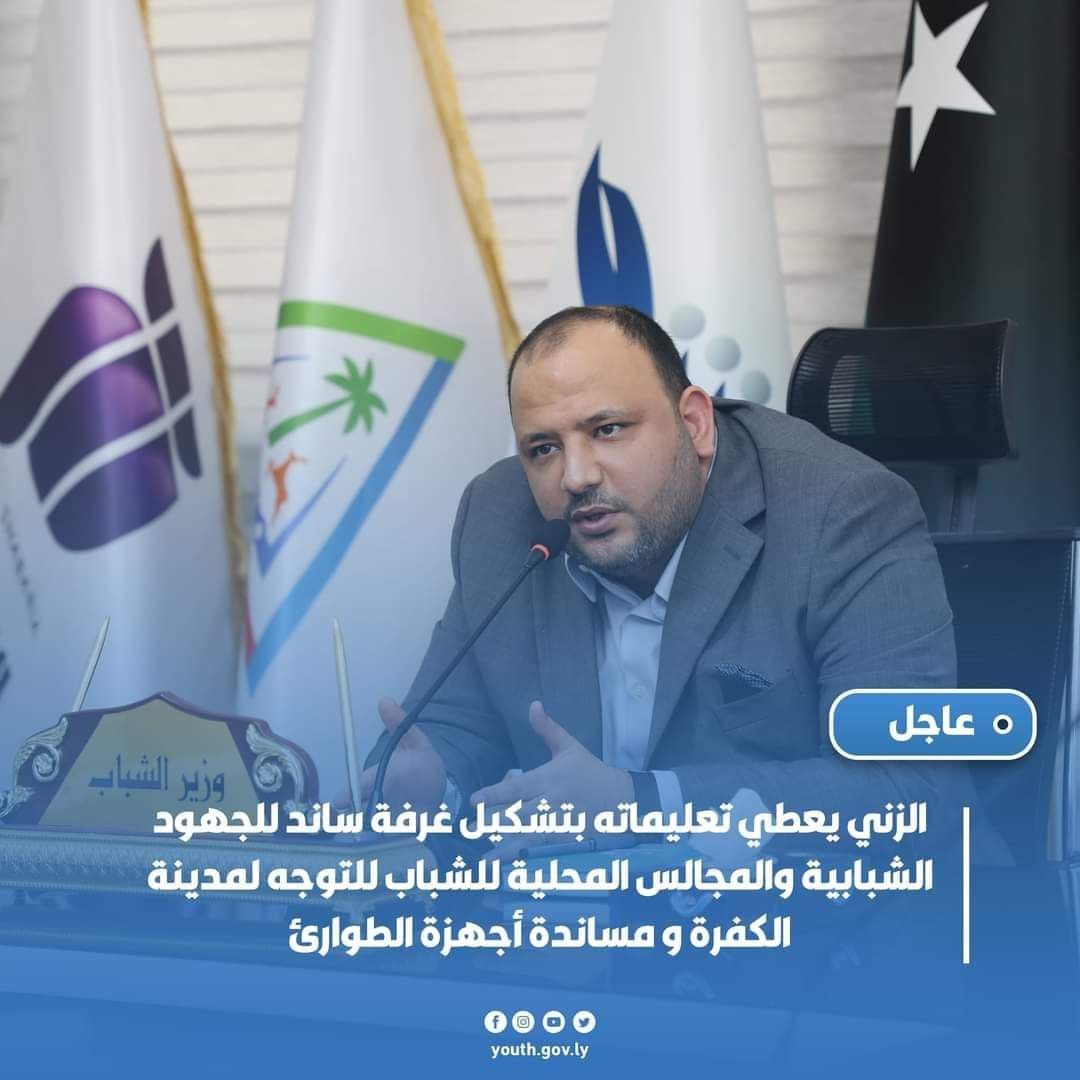 وزير الشباب
عاجل
الزني يعطي تعليماته بتشكيل غرفة ساند للجهود
الشبابية والمجالس المحلية للشباب للتوجه لمدينة
الكفرة و مساندة أجهزة الطوارئ
youth.gov.ly